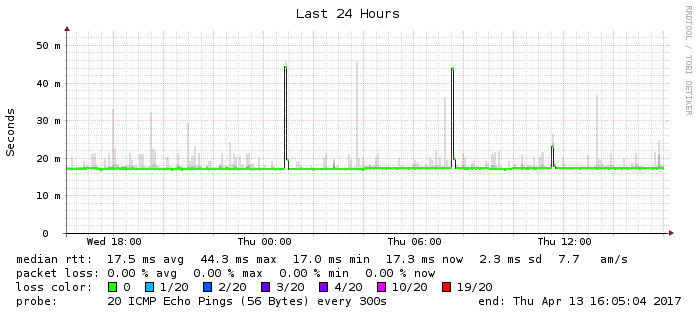 Last 24 Hours
RRDTOOL / TOBI OETIKER
Seconds
50 m
40 m
30 m
20 m
10 m
0
Wed 18:00 Thu 00:00 Thu 06:00 Thu 12:00
median rtt: 17.5 ms avg 44.3 ms max 17.0 ms min 17.3 ms now 2.3 ms sd 7.7 am/s
packet loss: 0.00 % avg 0.00 % max 0.00 % min 0.00 % now
loss color: 0 1/20 2/20 3/20 4/20 10/20 19/20
probe: 20 ICMP Echo Pings (56 Bytes) every 300s end: Thu Apr 13 16:05:04 2017